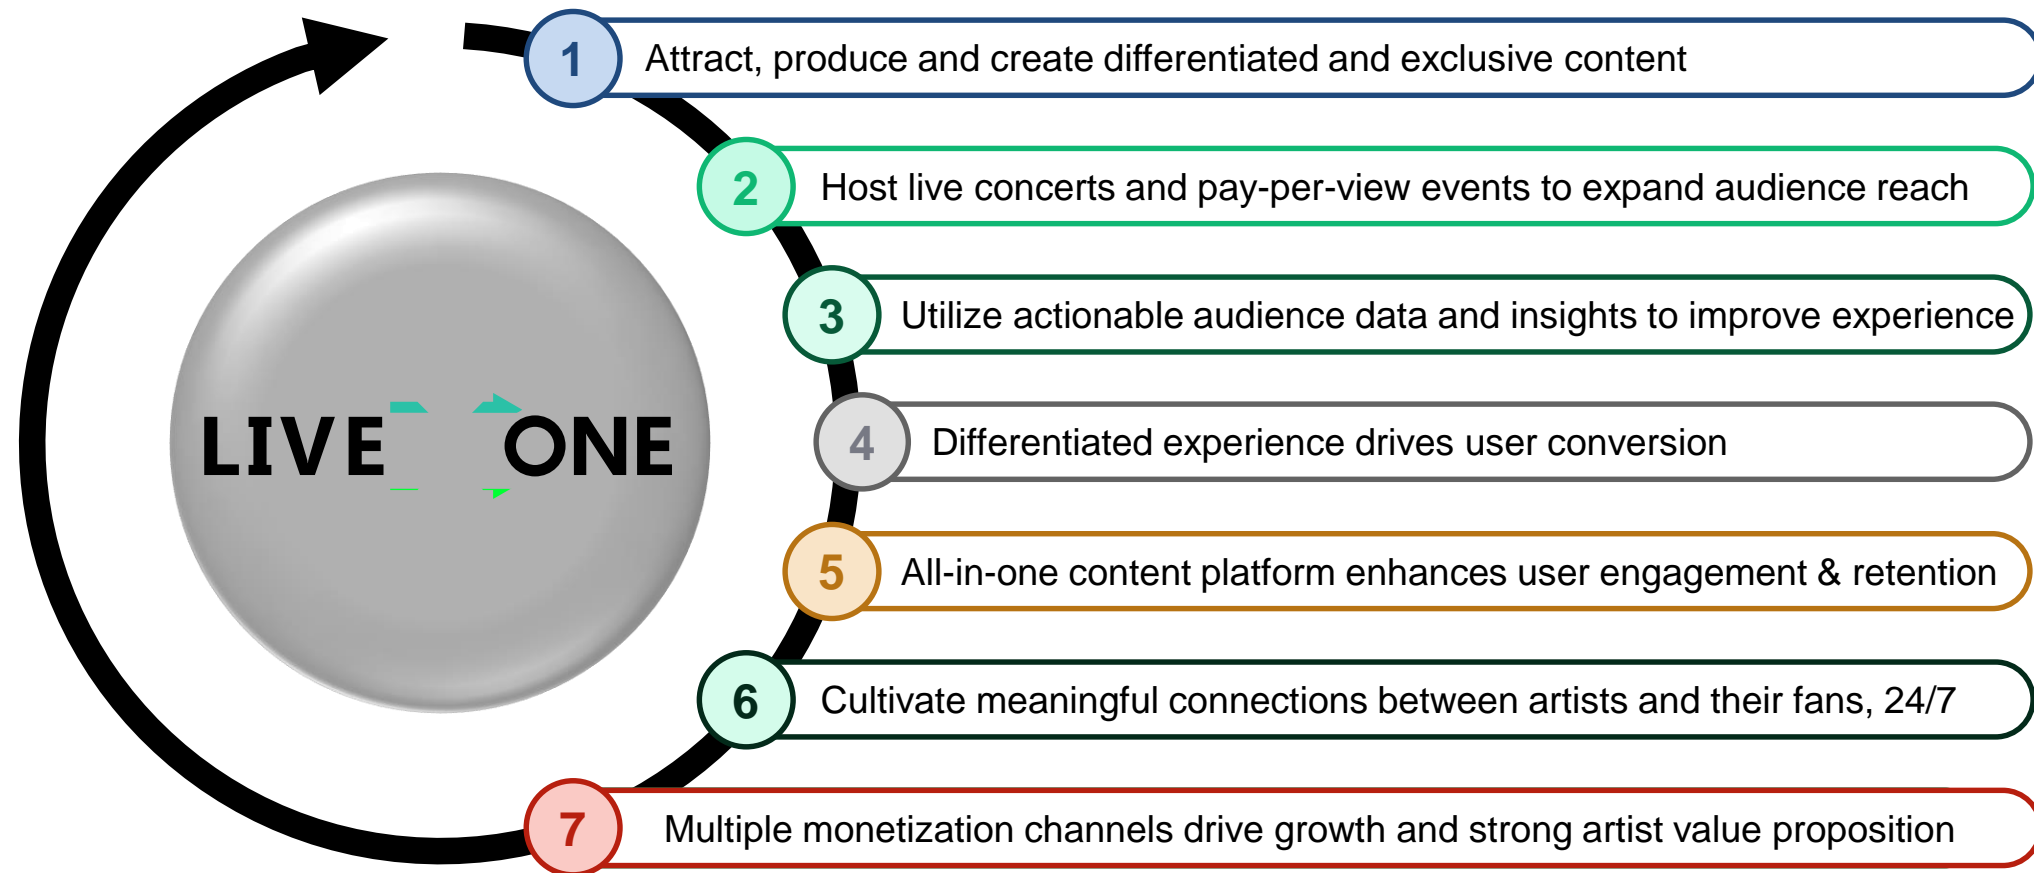 1 Attract, produce and create differentiated and exclusive content
2 Host live concerts and pay-per-view events to expand audience reach
3 Utilize actionable audience data and insights to improve experience
LIVE ONE
4 Differentiated experience drives user conversion
5 All-in-one content platform enhances user engagement & retention
6 Cultivate meaningful connections between artists and their fans, 24/7
7 Multiple monetization channels drive growth and strong artist value proposition